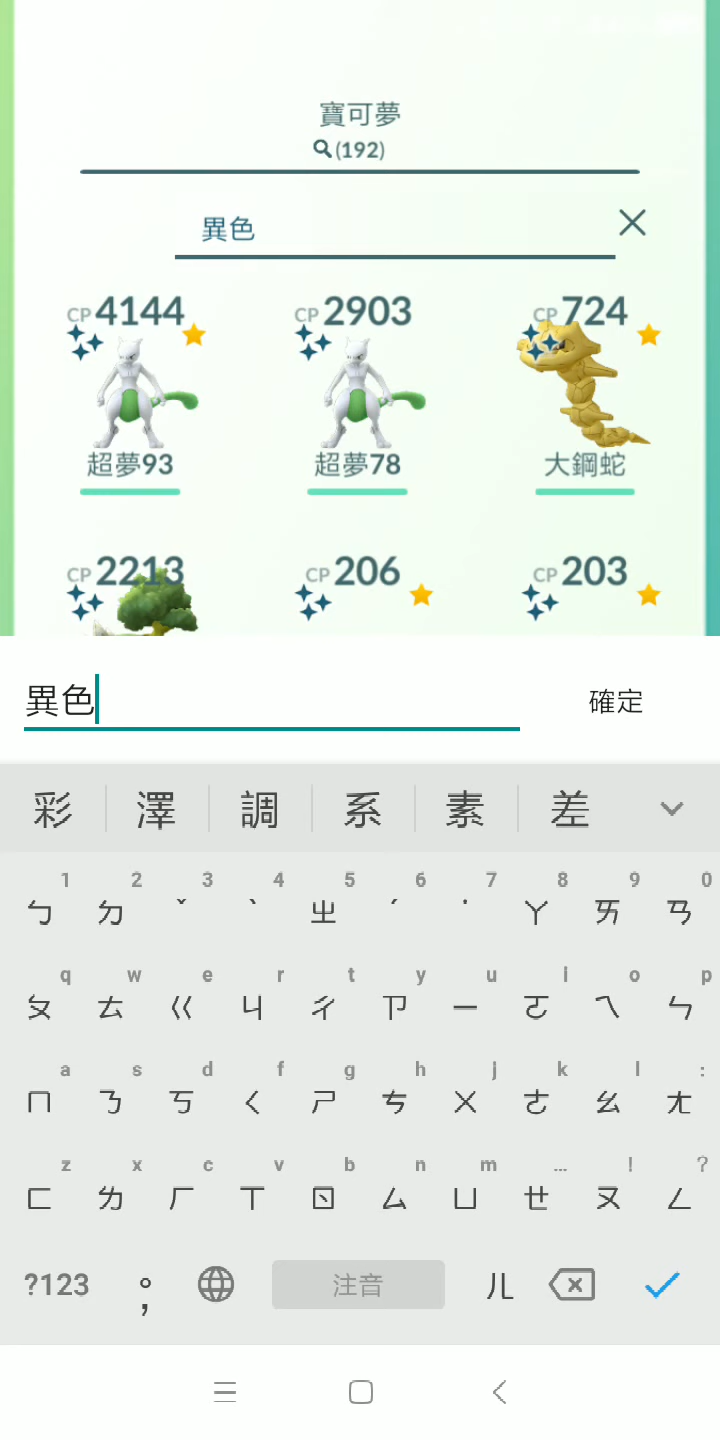 寶可夢
(192)
異色
CP4144 CP2903 CP724
超夢93 超夢78 大鋼蛇
CP2213 CP206 CP203
異色 確定
彩 澤 調 系 素 差
1 2 3 4 5 6 7 8 9 0
ㄅ ㄉ ˇ ˋ ㄓ ˊ ˙ ㄚ ㄞ ㄢ
q w e r t y u i o p
ㄆ ㄊ ㄍ ㄐ ㄔ ㄗ ㄧ ㄛ ㄟ ㄣ
a s d f g h j k l :
ㄇ ㄋ ㄎ ㄑ ㄕ ㄘ ㄨ ㄜ ㄠ ㄤ
z x c v b n m … ! ?
ㄈ ㄌ ㄏ ㄒ ㄖ ㄙ ㄩ ㄝ ㄡ ㄥ
?123 °, 注音 ㄦ